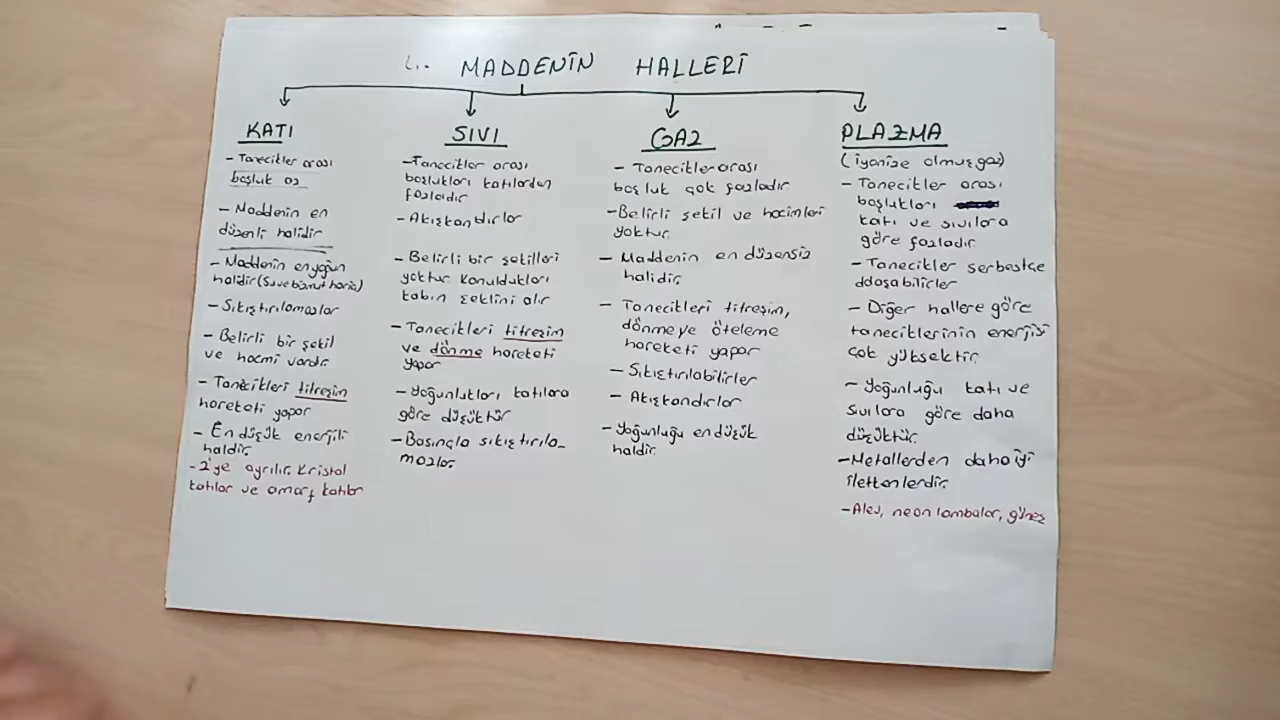 MADDENİN HALLERİ
KATI
- Tanecikler arası
boşluk az
- Maddenin en
düzenli halidir
- Maddenin en yoğun
halidir (Su ve bizmut hariç)
- Sıkıştırılamazlar
- Belirli bir şekil
ve hacmi vardır.
- Tanecikleri titreşim
hareketi yapar
- En düşük enerjili
haldir.
- 2'ye ayrılır. Kristal
katılar ve amorf katılar
SIVI
- Tanecikler arası
boşlukları katılardan
fazladır
- Akışkandırlar
- Belirli bir şekilleri
yoktur konuldukları
kabın şeklini alır
- Tanecikleri titreşim
ve dönme hareketi
yapar
- Yoğunlukları katılara
göre düşüktür
- Basınçla sıkıştırıla-
mazlar.
GAZ
- Tanecikler arası
boşluk çok fazladır
- Belirli şekil ve hacimleri
yoktur.
- Maddenin en düzensiz
halidir.
- Tanecikleri titreşim,
dönme ve öteleme
hareketi yapar
- Sıkıştırılabilirler
- Akışkandırlar
- Yoğunluğu en düşük
haldir.
PLAZMA
(iyonize olmuş gaz)
- Tanecikler arası
boşlukları
katı ve sıvılara
göre fazladır.
- Tanecikler serbestçe
dolaşabilirler
- Diğer hallere göre
taneciklerinin enerjisi
çok yüksektir.
- Yoğunluğu katı ve
sıvılara göre daha
düşüktür.
- Metallerden daha iyi
iletkenlerdir.
- Alev, neon lambalar, güneş